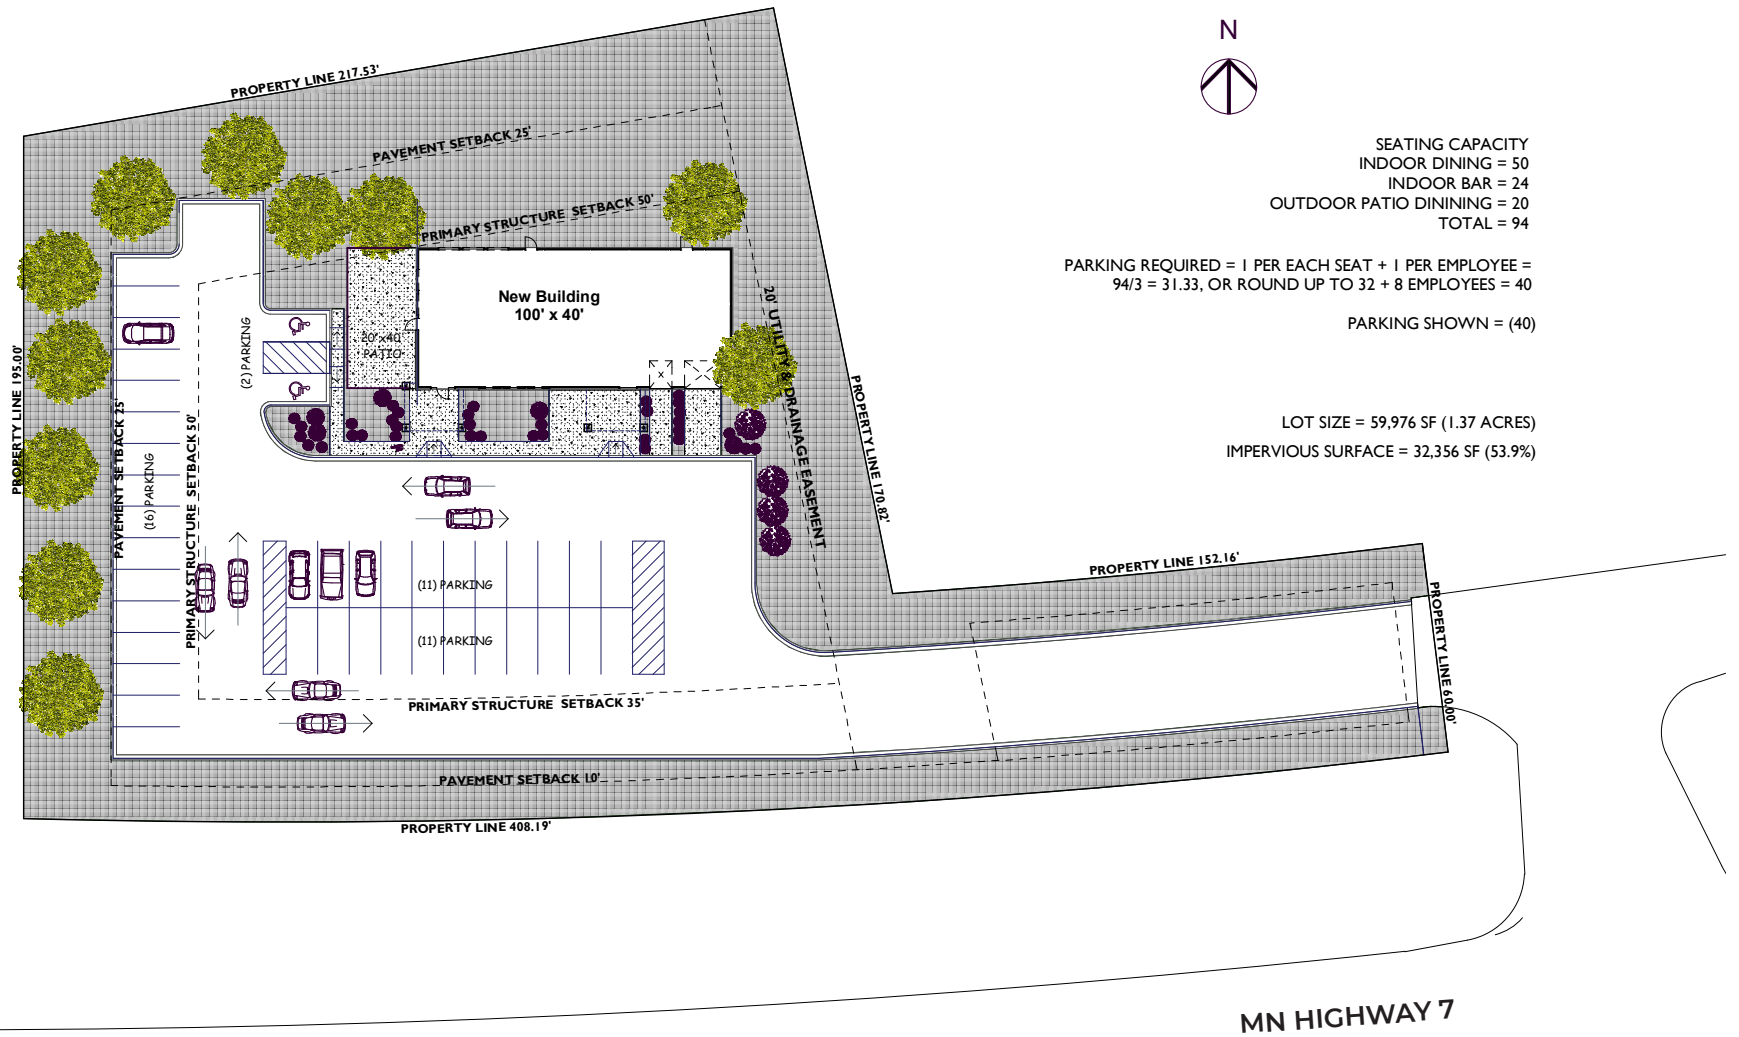 N
SEATING CAPACITY
INDOOR DINING = 50
INDOOR BAR = 24
OUTDOOR PATIO DINING = 20
TOTAL = 94
PARKING REQUIRED = 1 PER EACH SEAT + 1 PER EMPLOYEE =
94/3 = 31.33, OR ROUND UP TO 32 + 8 EMPLOYEES = 40
PARKING SHOWN = (40)
LOT SIZE = 59,976 SF (1.37 ACRES)
IMPERVIOUS SURFACE = 32,356 SF (53.9%)
PROPERTY LINE 217.53'
PAVEMENT SETBACK 25'
PRIMARY STRUCTURE SETBACK 50'
New Building
100' x 40'
20' x40'
PATIO
(2) PARKING
X
20' UTILITY & DRAINAGE EASEMENT
PROPERTY LINE 170.82'
PROPERTY LINE 195.00'
PAVEMENT SETBACK 25'
(16) PARKING
PRIMARY STRUCTURE SETBACK 50'
(11) PARKING
(11) PARKING
PROPERTY LINE 152.16'
PROPERTY LINE 60.00'
PRIMARY STRUCTURE SETBACK 35'
PAVEMENT SETBACK 10'
PROPERTY LINE 408.19'
MN HIGHWAY 7